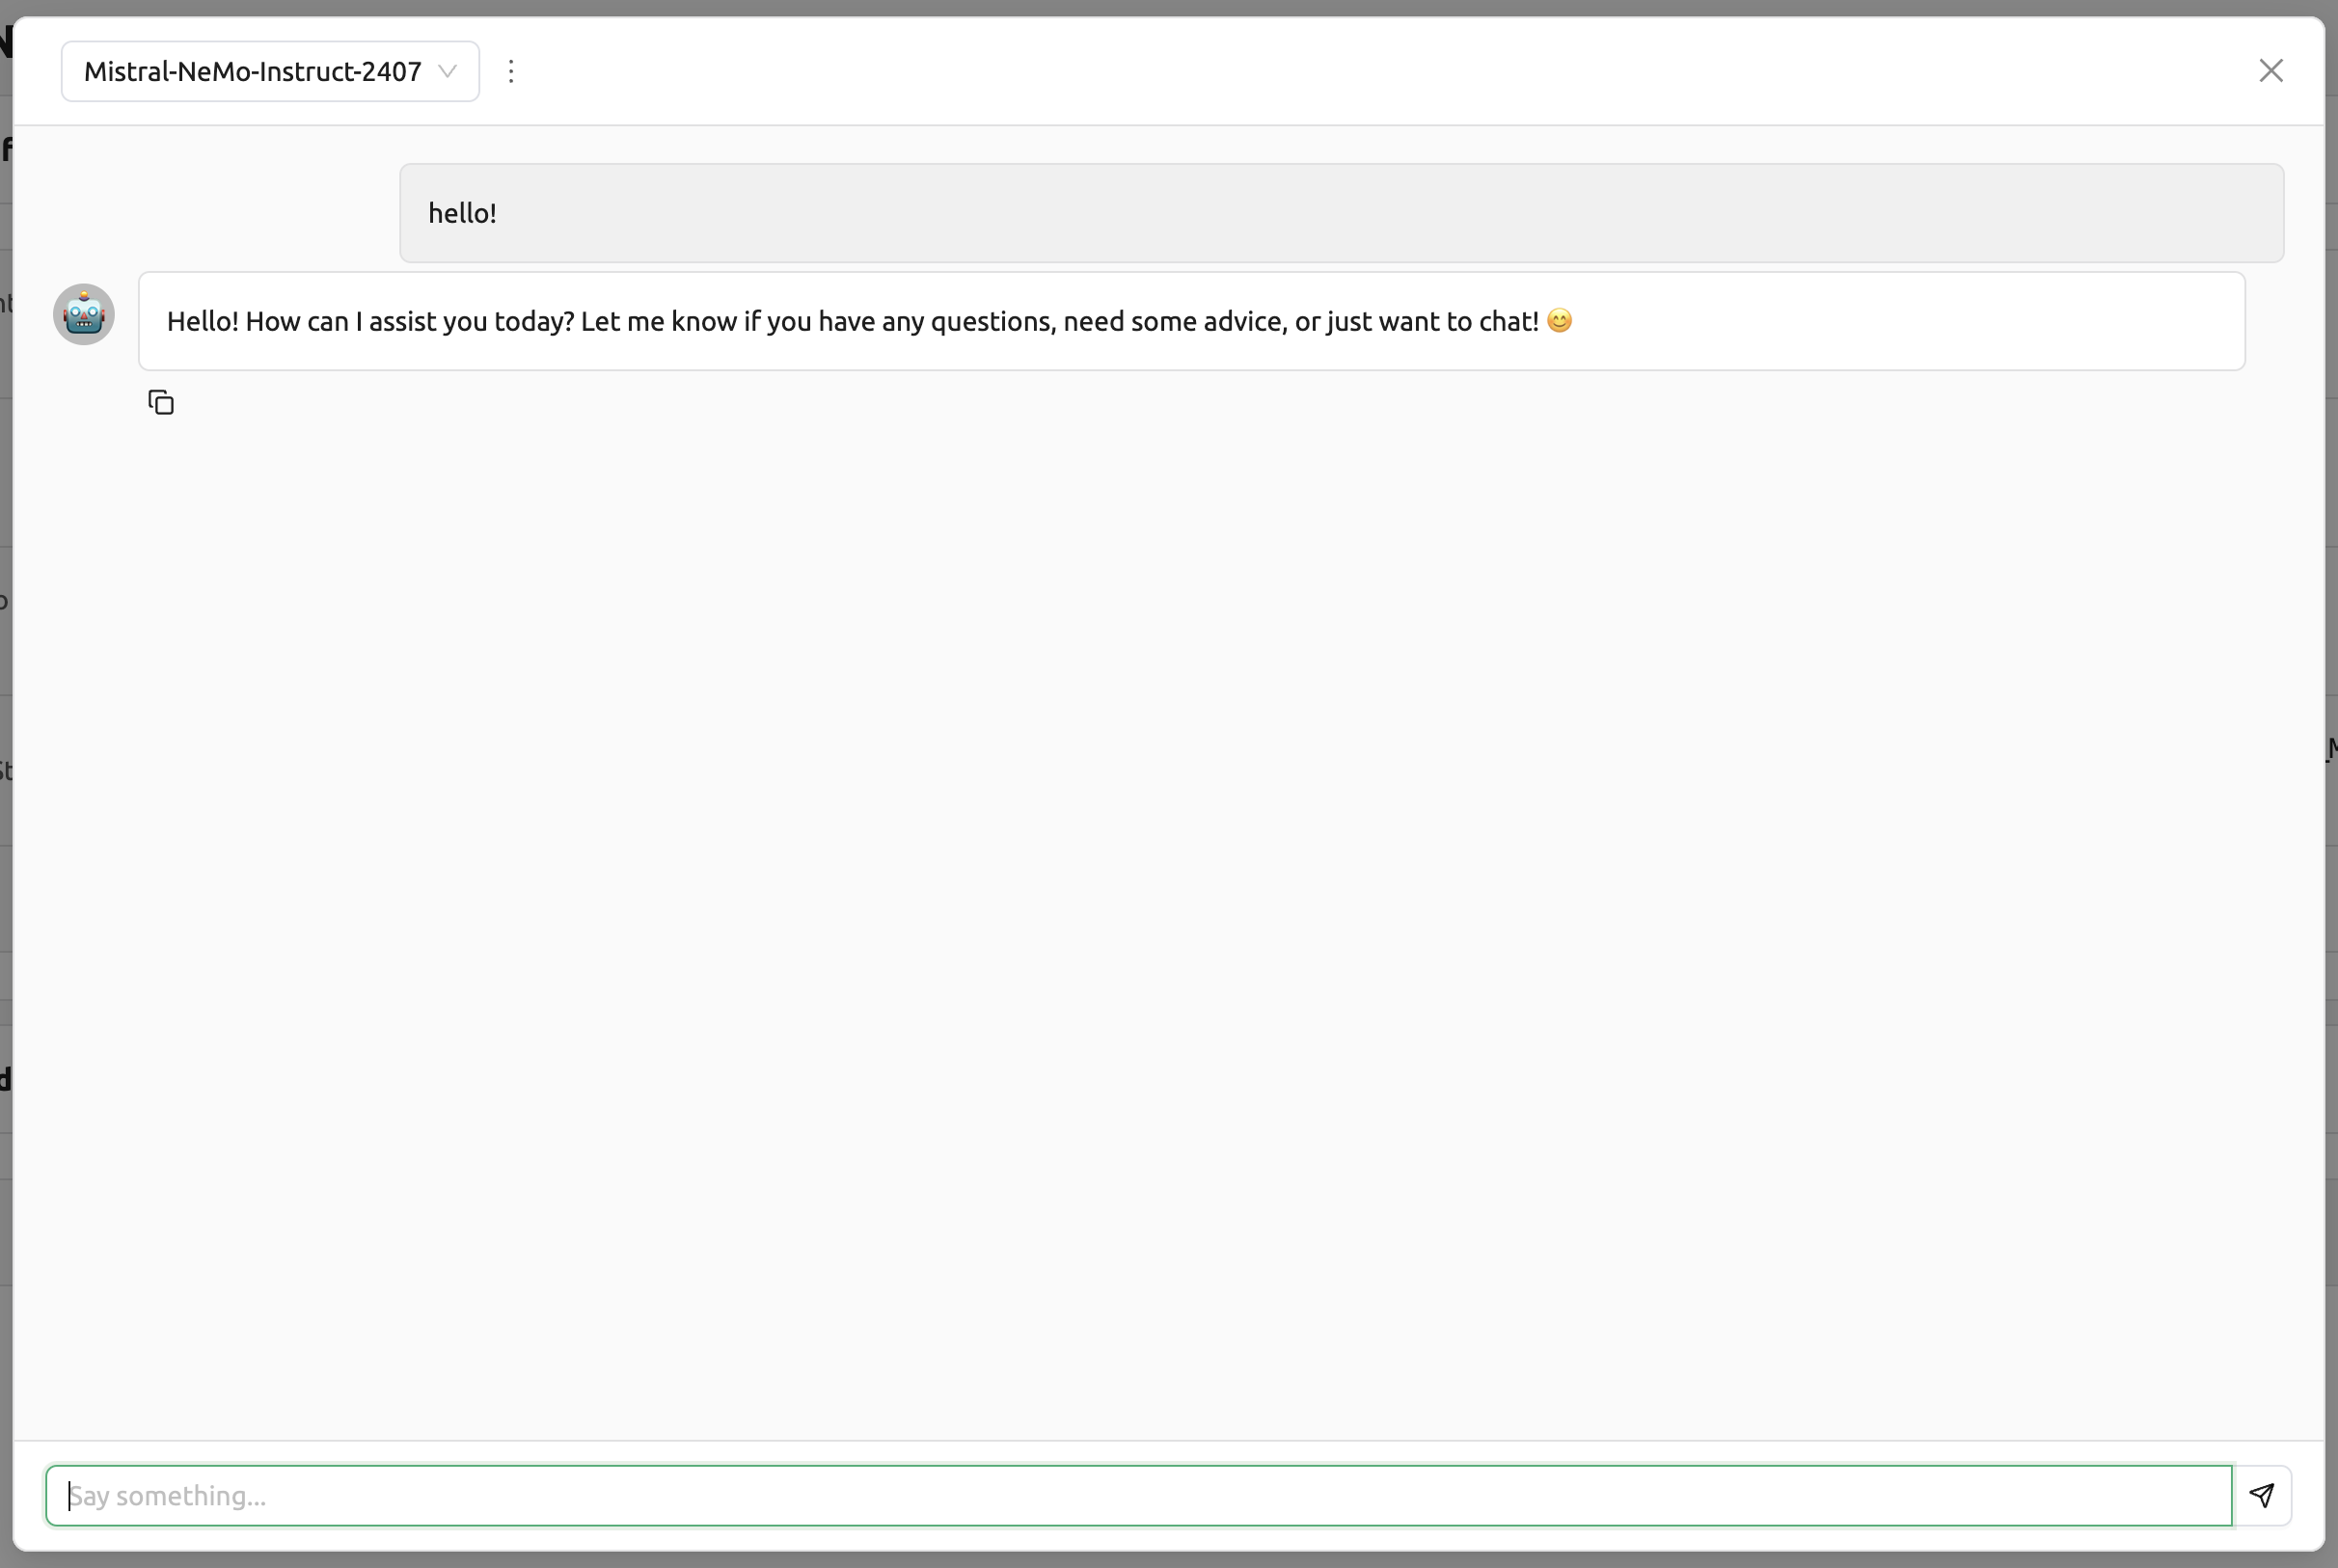 Mistral-NeMo-Instruct-2407
hello!
Hello! How can I assist you today? Let me know if you have any questions, need some advice, or just want to chat! 😊
Say something...